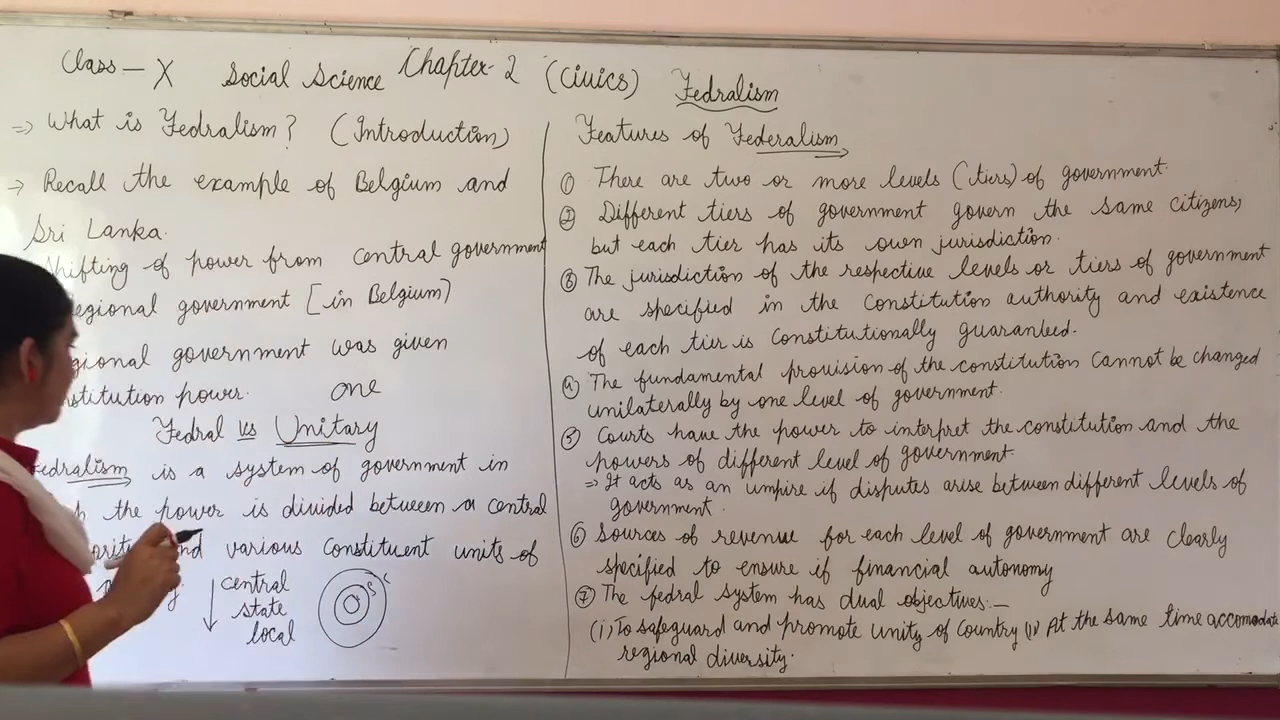 Class - X Social Science Chapter-2 (Civics) Fedralism
=> What is Fedralism? (Introduction)
→ Recall the example of Belgium and
Sri Lanka.
Shifting of power from central government
Regional government [in Belgium]
government was given
power. one
Fedral vs Unitary
Fedralism is a system of government in
the power is divided between a central
and various constituent units of
central
state
local
Features of Federalism
① There are two or more levels (tiers) of government.
② Different tiers of government govern the same citizens,
but each tier has its own jurisdiction.
③ The jurisdiction of the respective levels or tiers of government
are specified in the constitution authority and existence
of each tier is constitutionally guaranteed.
④ The fundamental provision of the constitution cannot be changed
unilaterally by one level of government.
⑤ Courts have the power to interpret the constitution and the
powers of different level of government.
=> It acts as an umpire if disputes arise between different levels of
government.
⑥ Sources of revenue for each level of government are clearly
specified to ensure if financial autonomy
⑦ The fedral system has dual objectives:—
(i) To safeguard and promote unity of country (ii) At the same time accomodate
regional diversity.